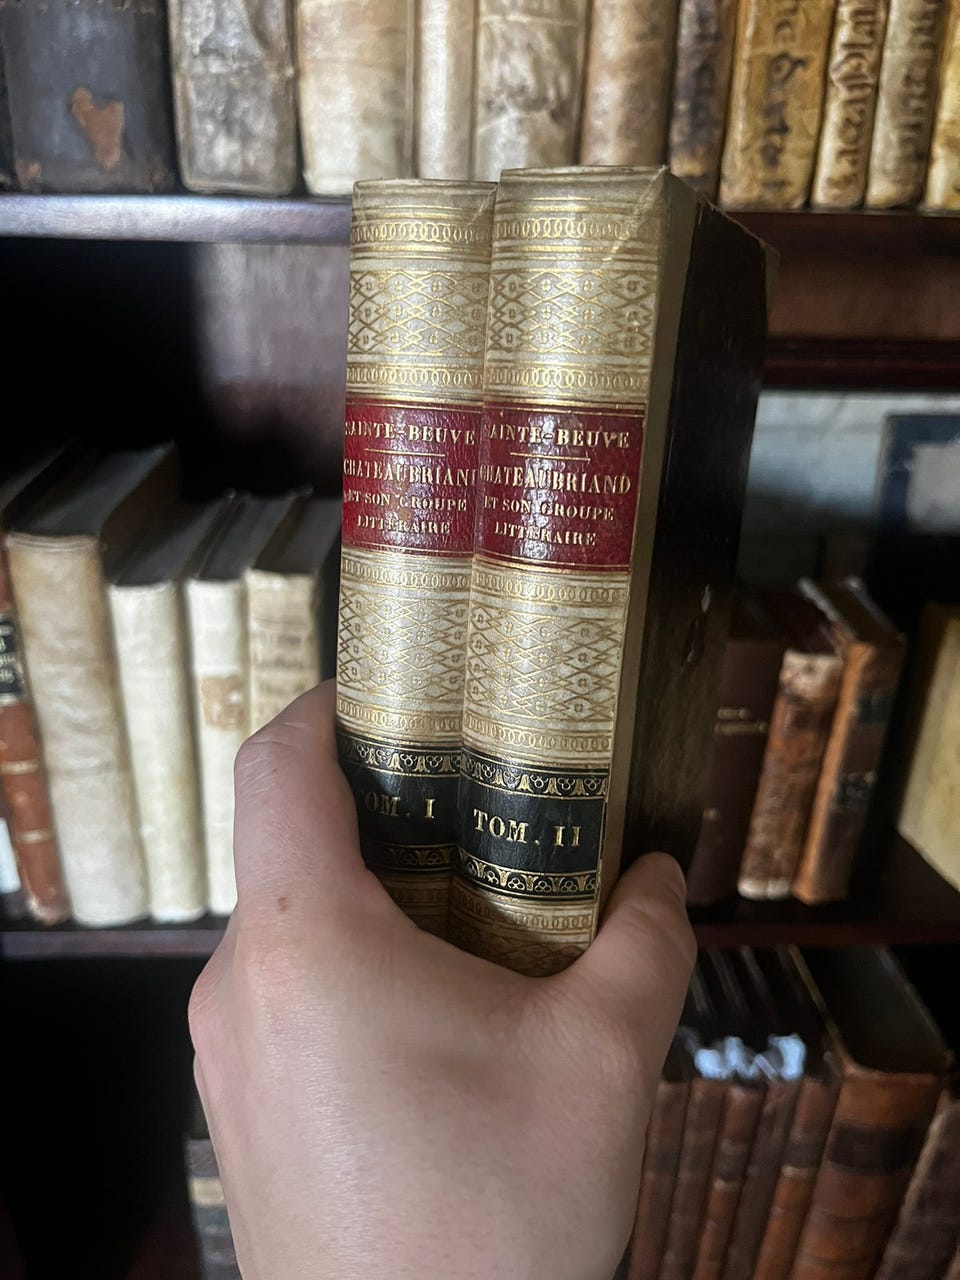 SAINTE-BEUVE
CHATEAUBRIAND
ET SON GROUPE
LITTÉRAIRE
TOM. I
SAINTE-BEUVE
CHATEAUBRIAND
ET SON GROUPE
LITTÉRAIRE
TOM. II